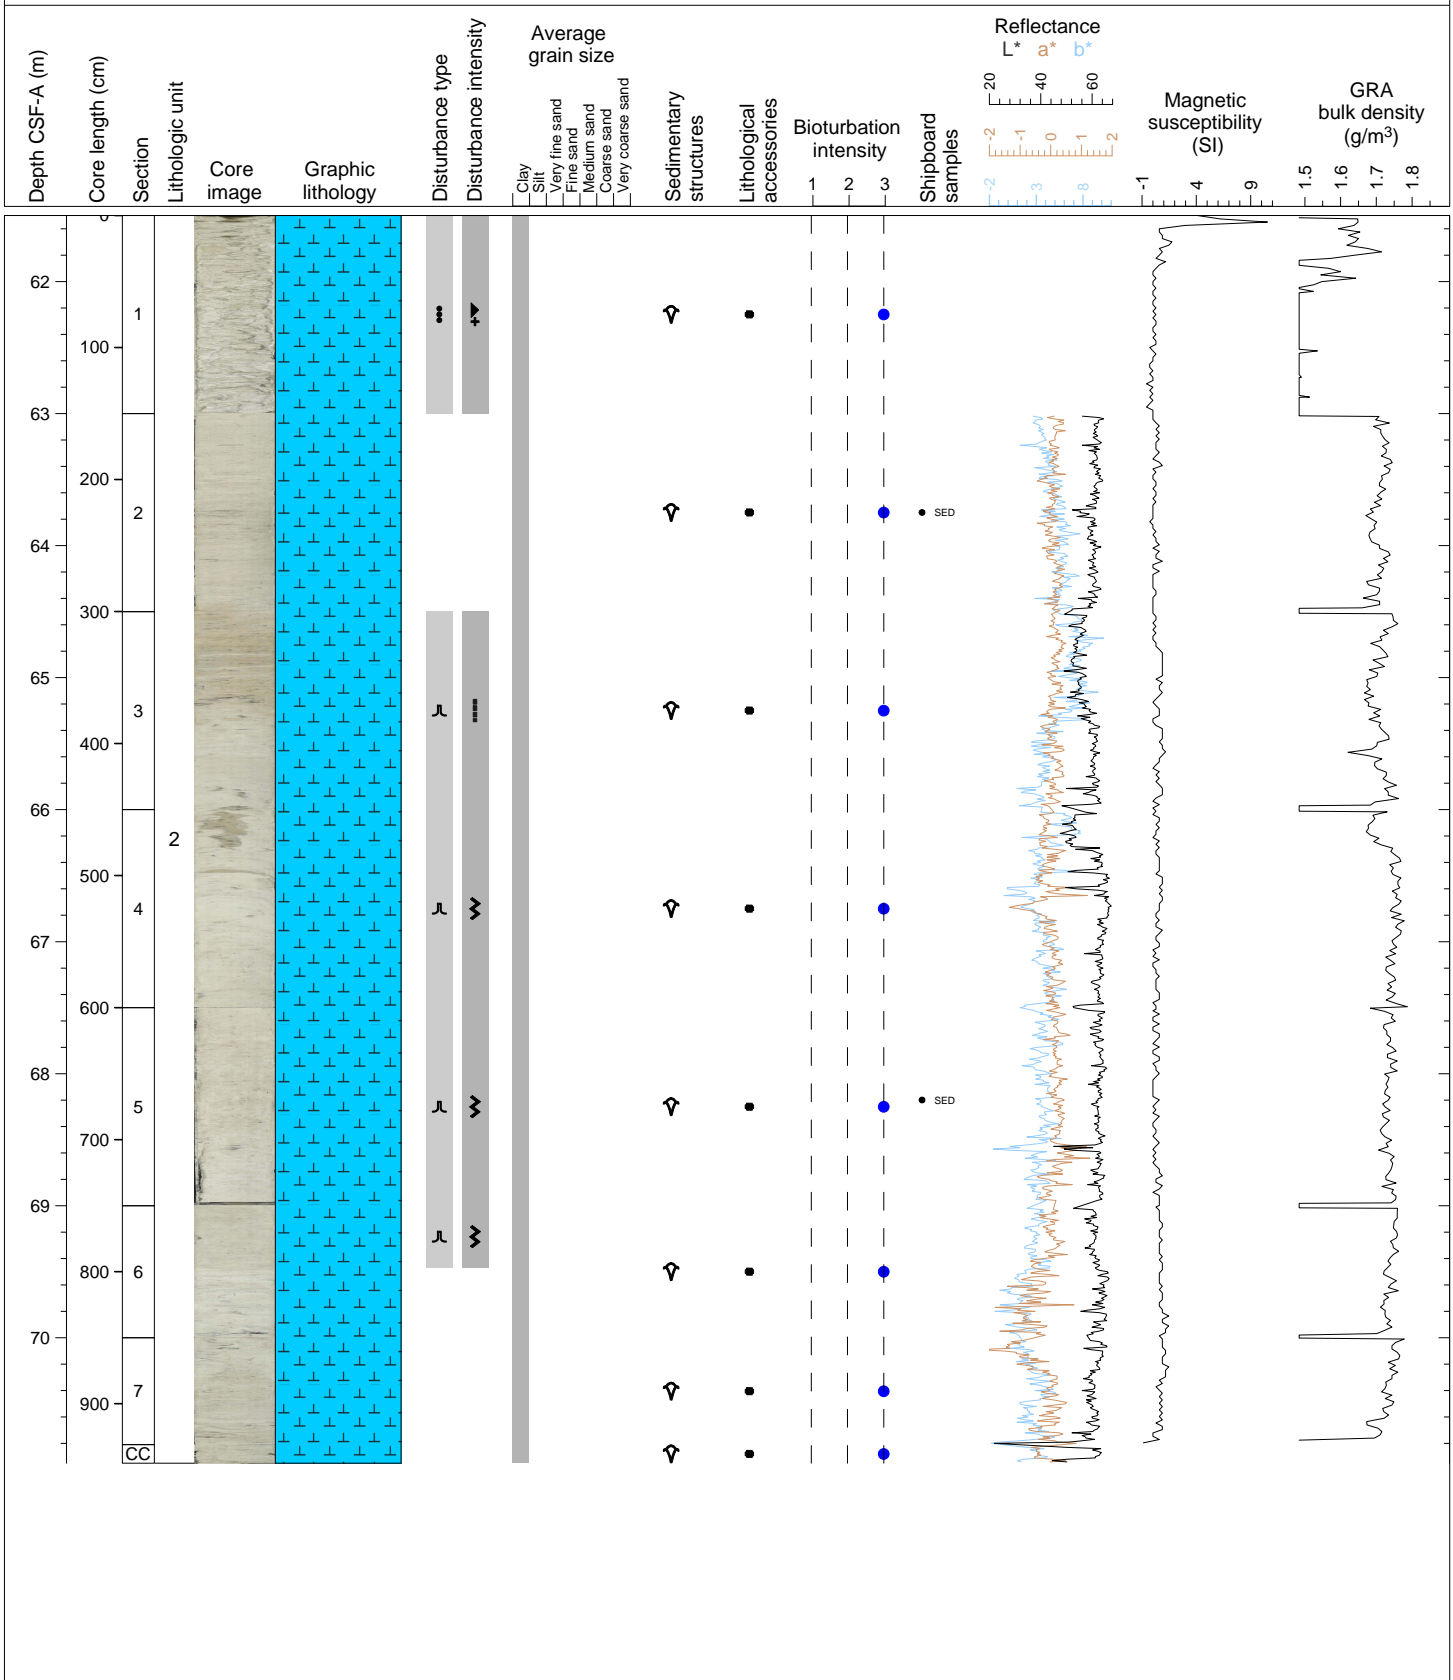 Depth CSF-A (m)
Core length (cm)
Section
Lithologic unit
Core
image
Graphic
lithology
Disturbance type
Disturbance intensity
Average
grain size
Clay
Silt
Very fine sand
Fine sand
Medium sand
Coarse sand
Very coarse sand
Sedimentary
structures
Lithological
accessories
Bioturbation
intensity
1 2 3
Shipboard
samples
Reflectance
L* a* b*
20 40 60
-2 -1 0 1 2
-2 3 8
Magnetic
susceptibility
(SI)
-1 4 9
GRA
bulk density
(g/m3)
1.5 1.6 1.7 1.8
0
62
1
100
63
200
2
SED
64
300
65
3
400
66
2
500
4
67
600
68
5
SED
700
69
800
6
70
7
900
CC